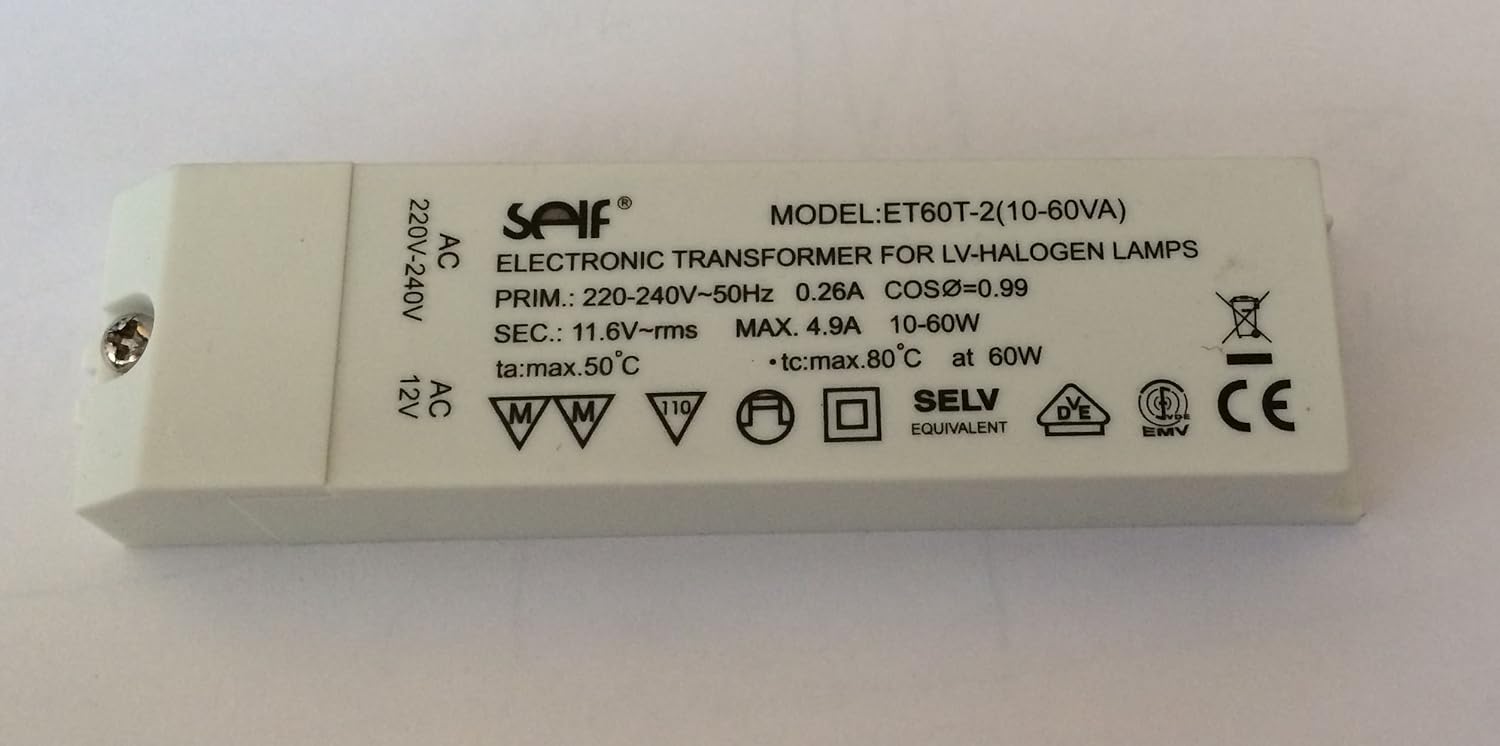 SELF®
MODEL:ET60T-2(10-60VA)
ELECTRONIC TRANSFORMER FOR LV-HALOGEN LAMPS
PRIM.: 220-240V~50Hz 0.26A COSØ=0.99
SEC.: 11.6V~rms MAX. 4.9A 10-60W
ta:max.50°C •tc:max.80°C at 60W
M M 110 SELV
EQUIVALENT
DVE
VDE
EMV
CE
AC
220V-240V
AC
12V